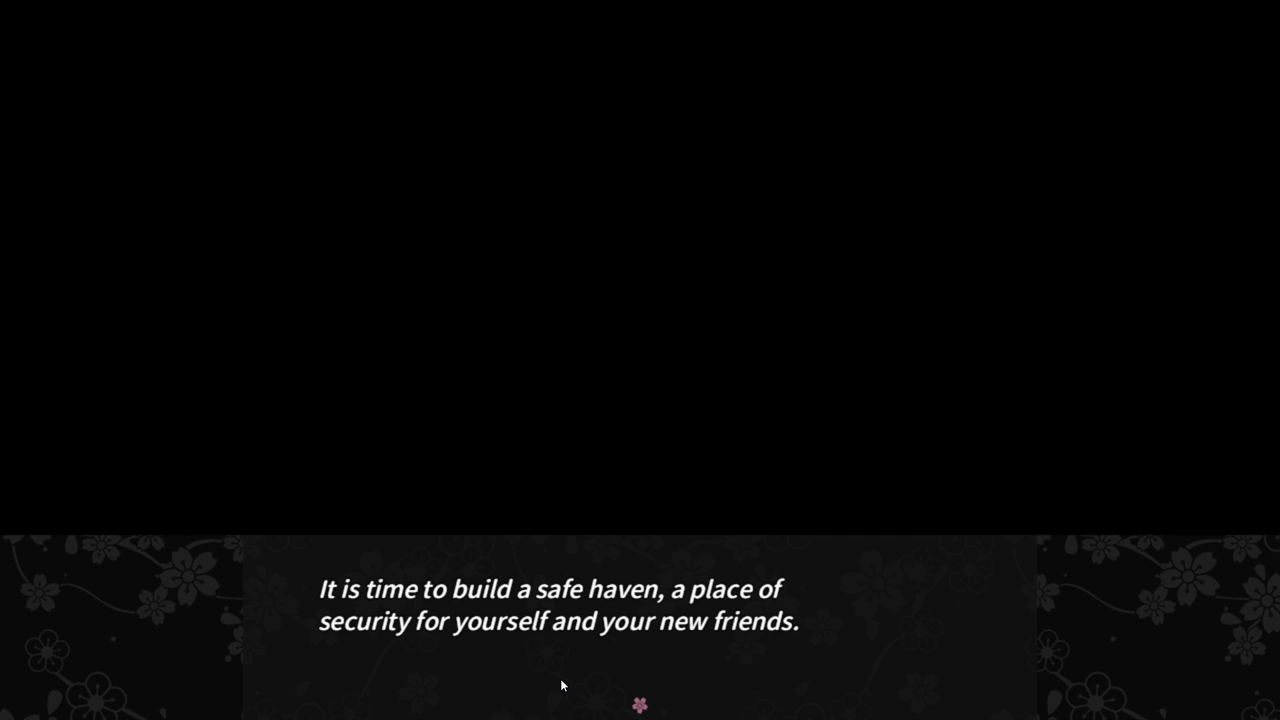 It is time to build a safe haven, a place of
security for yourself and your new friends.